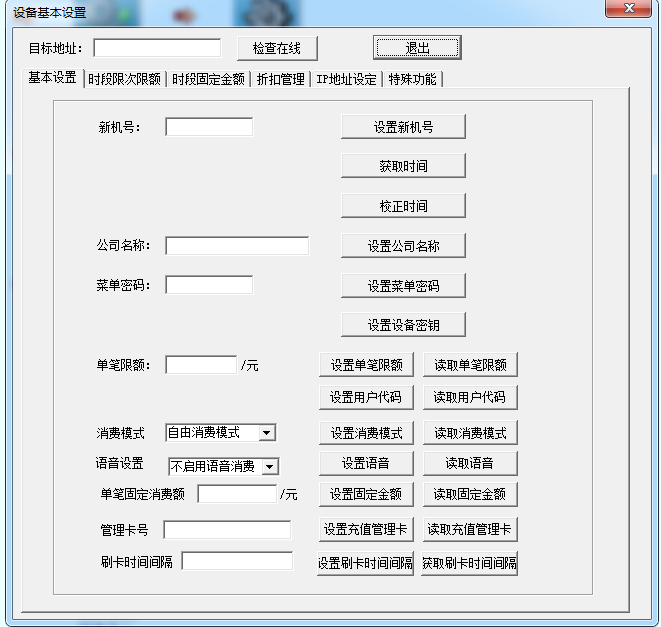 设备基本设置
目标地址： 检查在线 退出
基本设置 时段限次限额 时段固定金额 折扣管理 IP地址设定 特殊功能
新机号： 设置新机号
获取时间
校正时间
公司名称： 设置公司名称
菜单密码： 设置菜单密码
设置设备密钥
单笔限额： /元 设置单笔限额 读取单笔限额
设置用户代码 读取用户代码
消费模式 自由消费模式 设置消费模式 读取消费模式
语音设置 不启用语音消费 设置语音 读取语音
单笔固定消费额 /元 设置固定金额 读取固定金额
管理卡号 设置充值管理卡 读取充值管理卡
刷卡时间间隔 设置刷卡时间间隔 获取刷卡时间间隔